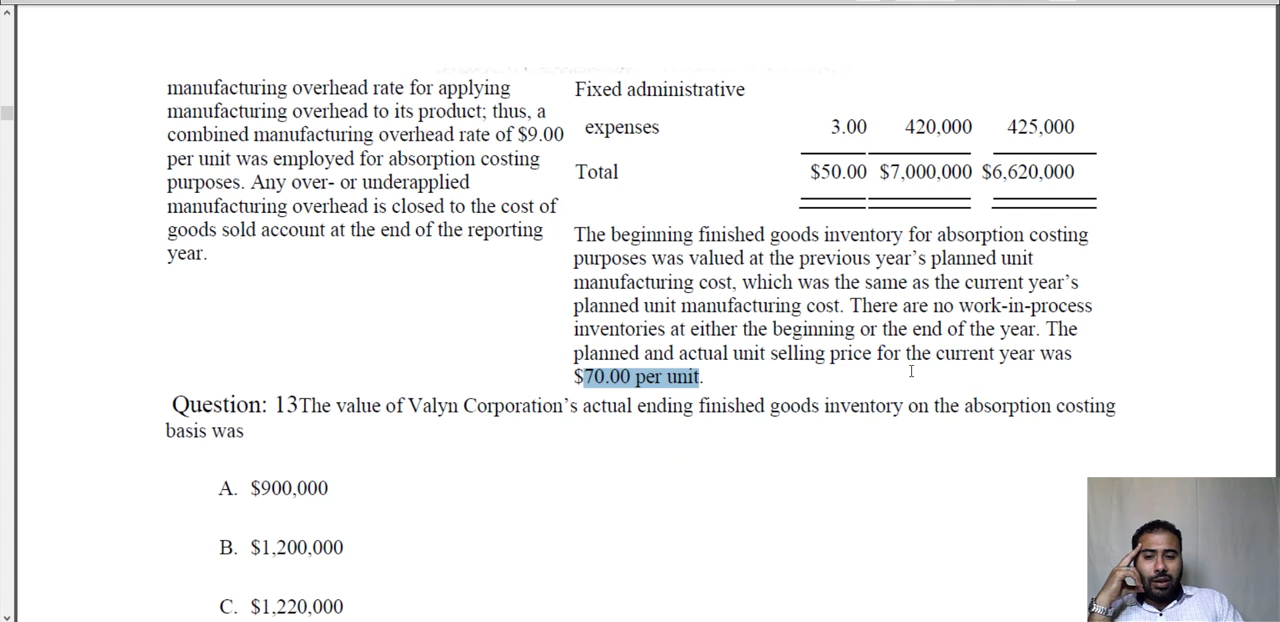 manufacturing overhead rate for applying
manufacturing overhead to its product; thus, a
combined manufacturing overhead rate of $9.00
per unit was employed for absorption costing
purposes. Any over- or underapplied
manufacturing overhead is closed to the cost of
goods sold account at the end of the reporting
year.
Fixed administrative
expenses 3.00 420,000 425,000
Total $50.00 $7,000,000 $6,620,000
The beginning finished goods inventory for absorption costing
purposes was valued at the previous year’s planned unit
manufacturing cost, which was the same as the current year’s
planned unit manufacturing cost. There are no work-in-process
inventories at either the beginning or the end of the year. The
planned and actual unit selling price for the current year was
$70.00 per unit.
Question: 13The value of Valyn Corporation’s actual ending finished goods inventory on the absorption costing
basis was
A. $900,000
B. $1,200,000
C. $1,220,000